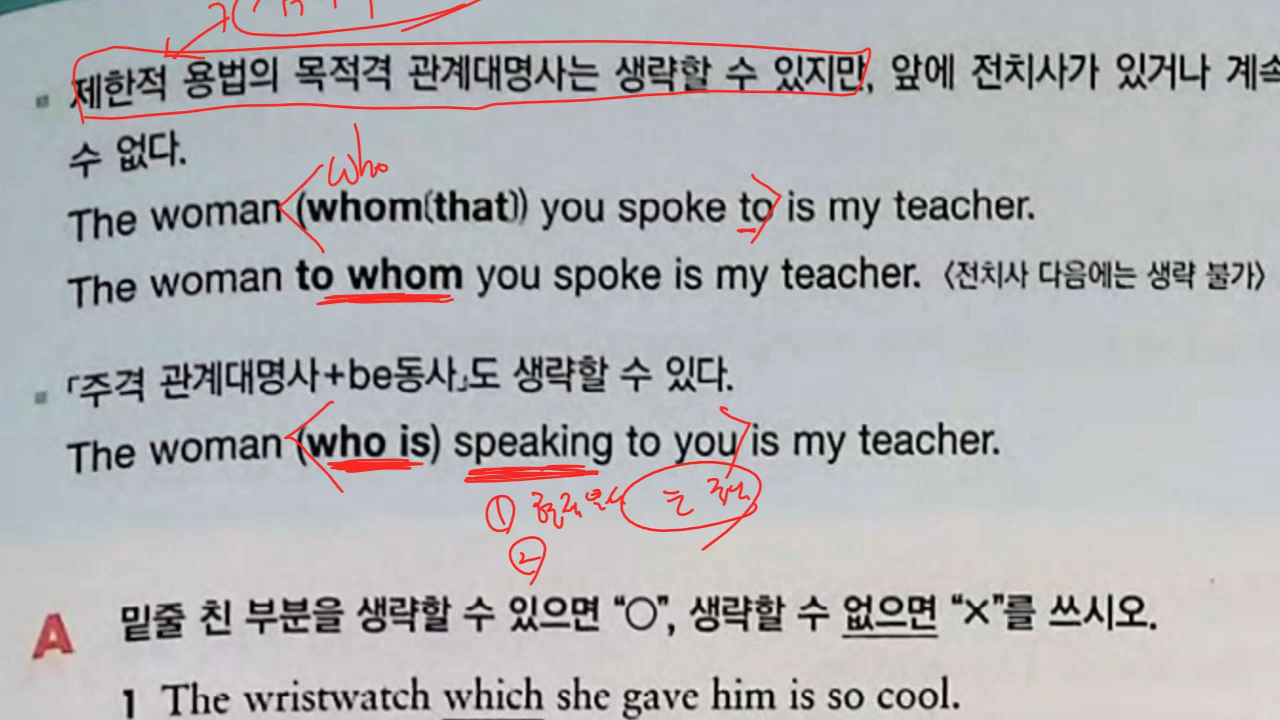 제한적 용법의 목적격 관계대명사는 생략할 수 있지만, 앞에 전치사가 있거나 계속
수 없다.
who
The woman (whom(that)) you spoke to is my teacher.
The woman to whom you spoke is my teacher. 〈전치사 다음에는 생략 불가〉
「주격 관계대명사+be동사」도 생략할 수 있다.
The woman (who is) speaking to you is my teacher.
①
②
A 밑줄 친 부분을 생략할 수 있으면 “○”, 생략할 수 없으면 “×”를 쓰시오.
1 The wristwatch which she gave him is so cool.